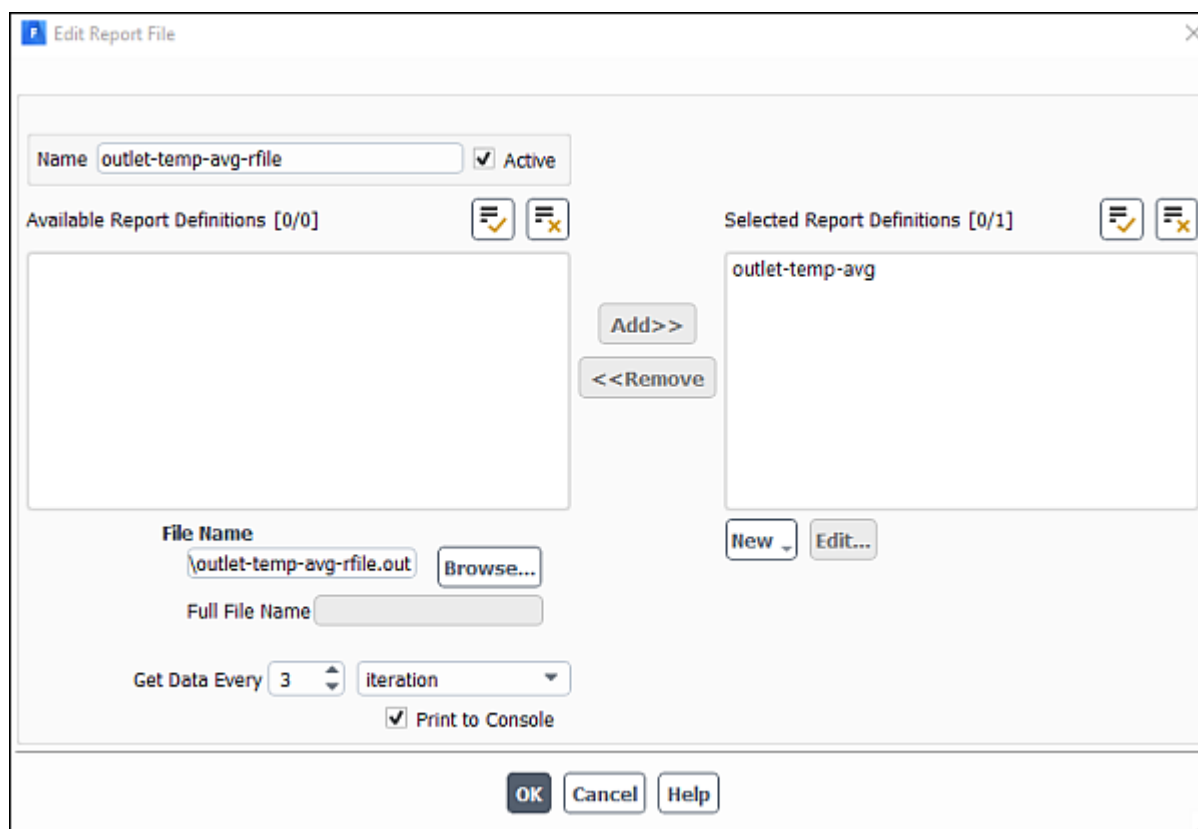 F Edit Report File
Name outlet-temp-avg-rfile Active
Available Report Definitions [0/0]
Selected Report Definitions [0/1]
outlet-temp-avg
Add>>
<<Remove
New Edit...
File Name
\outlet-temp-avg-rfile.out Browse...
Full File Name
Get Data Every 3 iteration
Print to Console
OK Cancel Help